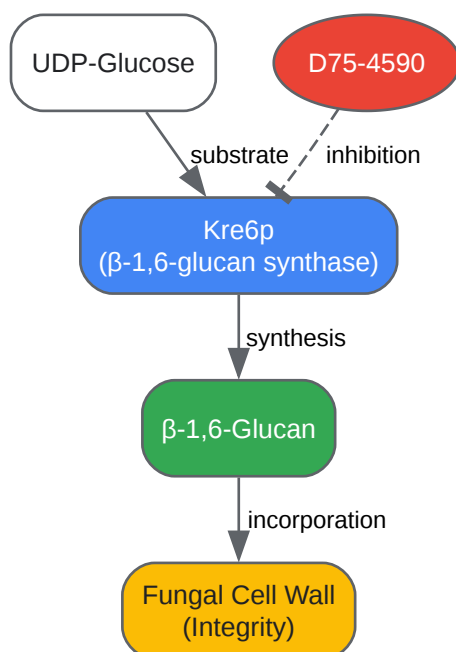 UDP-Glucose
D75-4590
substrate
inhibition
Kre6p
(β-1,6-glucan synthase)
synthesis
β-1,6-Glucan
incorporation
Fungal Cell Wall
(Integrity)